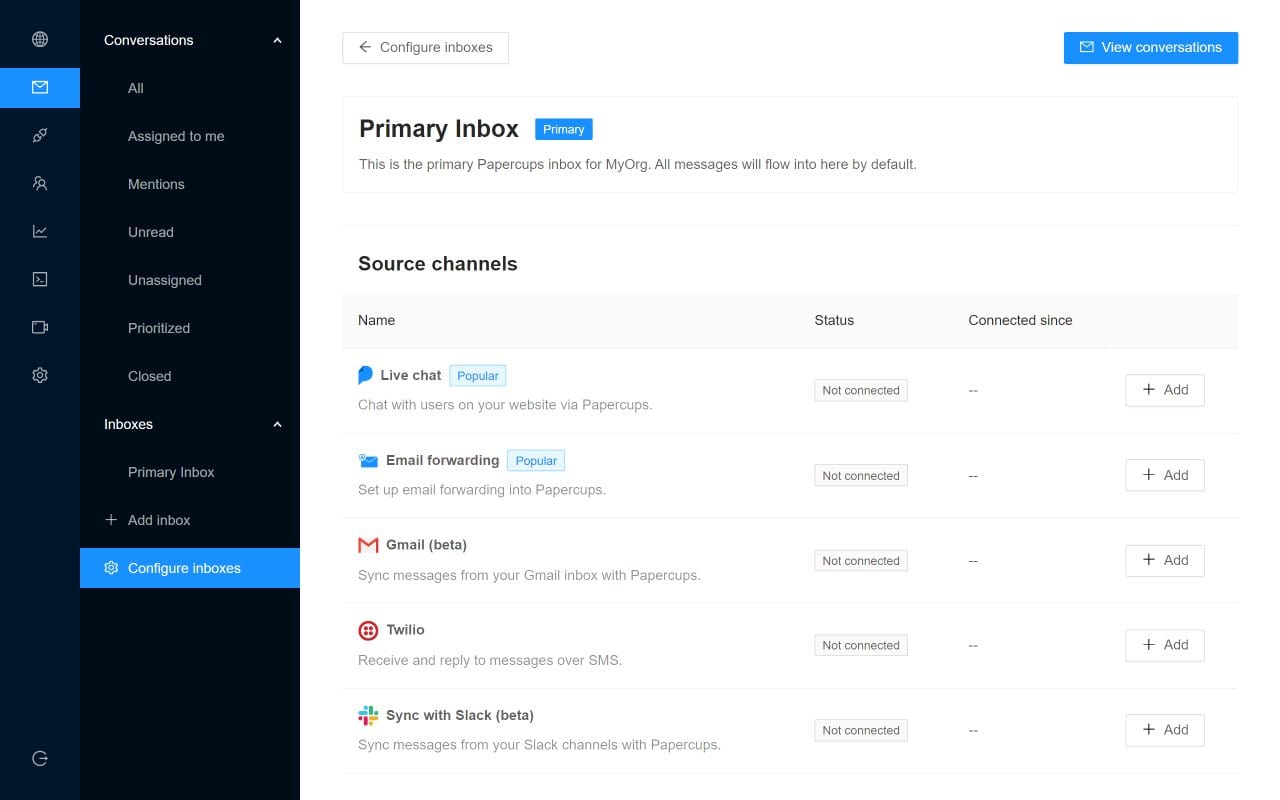 Conversations
All
Assigned to me
Mentions
Unread
Unassigned
Prioritized
Closed
Inboxes
Primary Inbox
Add inbox
Configure inboxes
Configure inboxes
View conversations
Primary Inbox Primary
This is the primary Papercups inbox for MyOrg. All messages will flow into here by default.
Source channels
Name Status Connected since
Live chat Popular
Chat with users on your website via Papercups.
Not connected -- Add
Email forwarding Popular
Set up email forwarding into Papercups.
Not connected -- Add
Gmail (beta)
Sync messages from your Gmail inbox with Papercups.
Not connected -- Add
Twilio
Receive and reply to messages over SMS.
Not connected -- Add
Sync with Slack (beta)
Sync messages from your Slack channels with Papercups.
Not connected -- Add